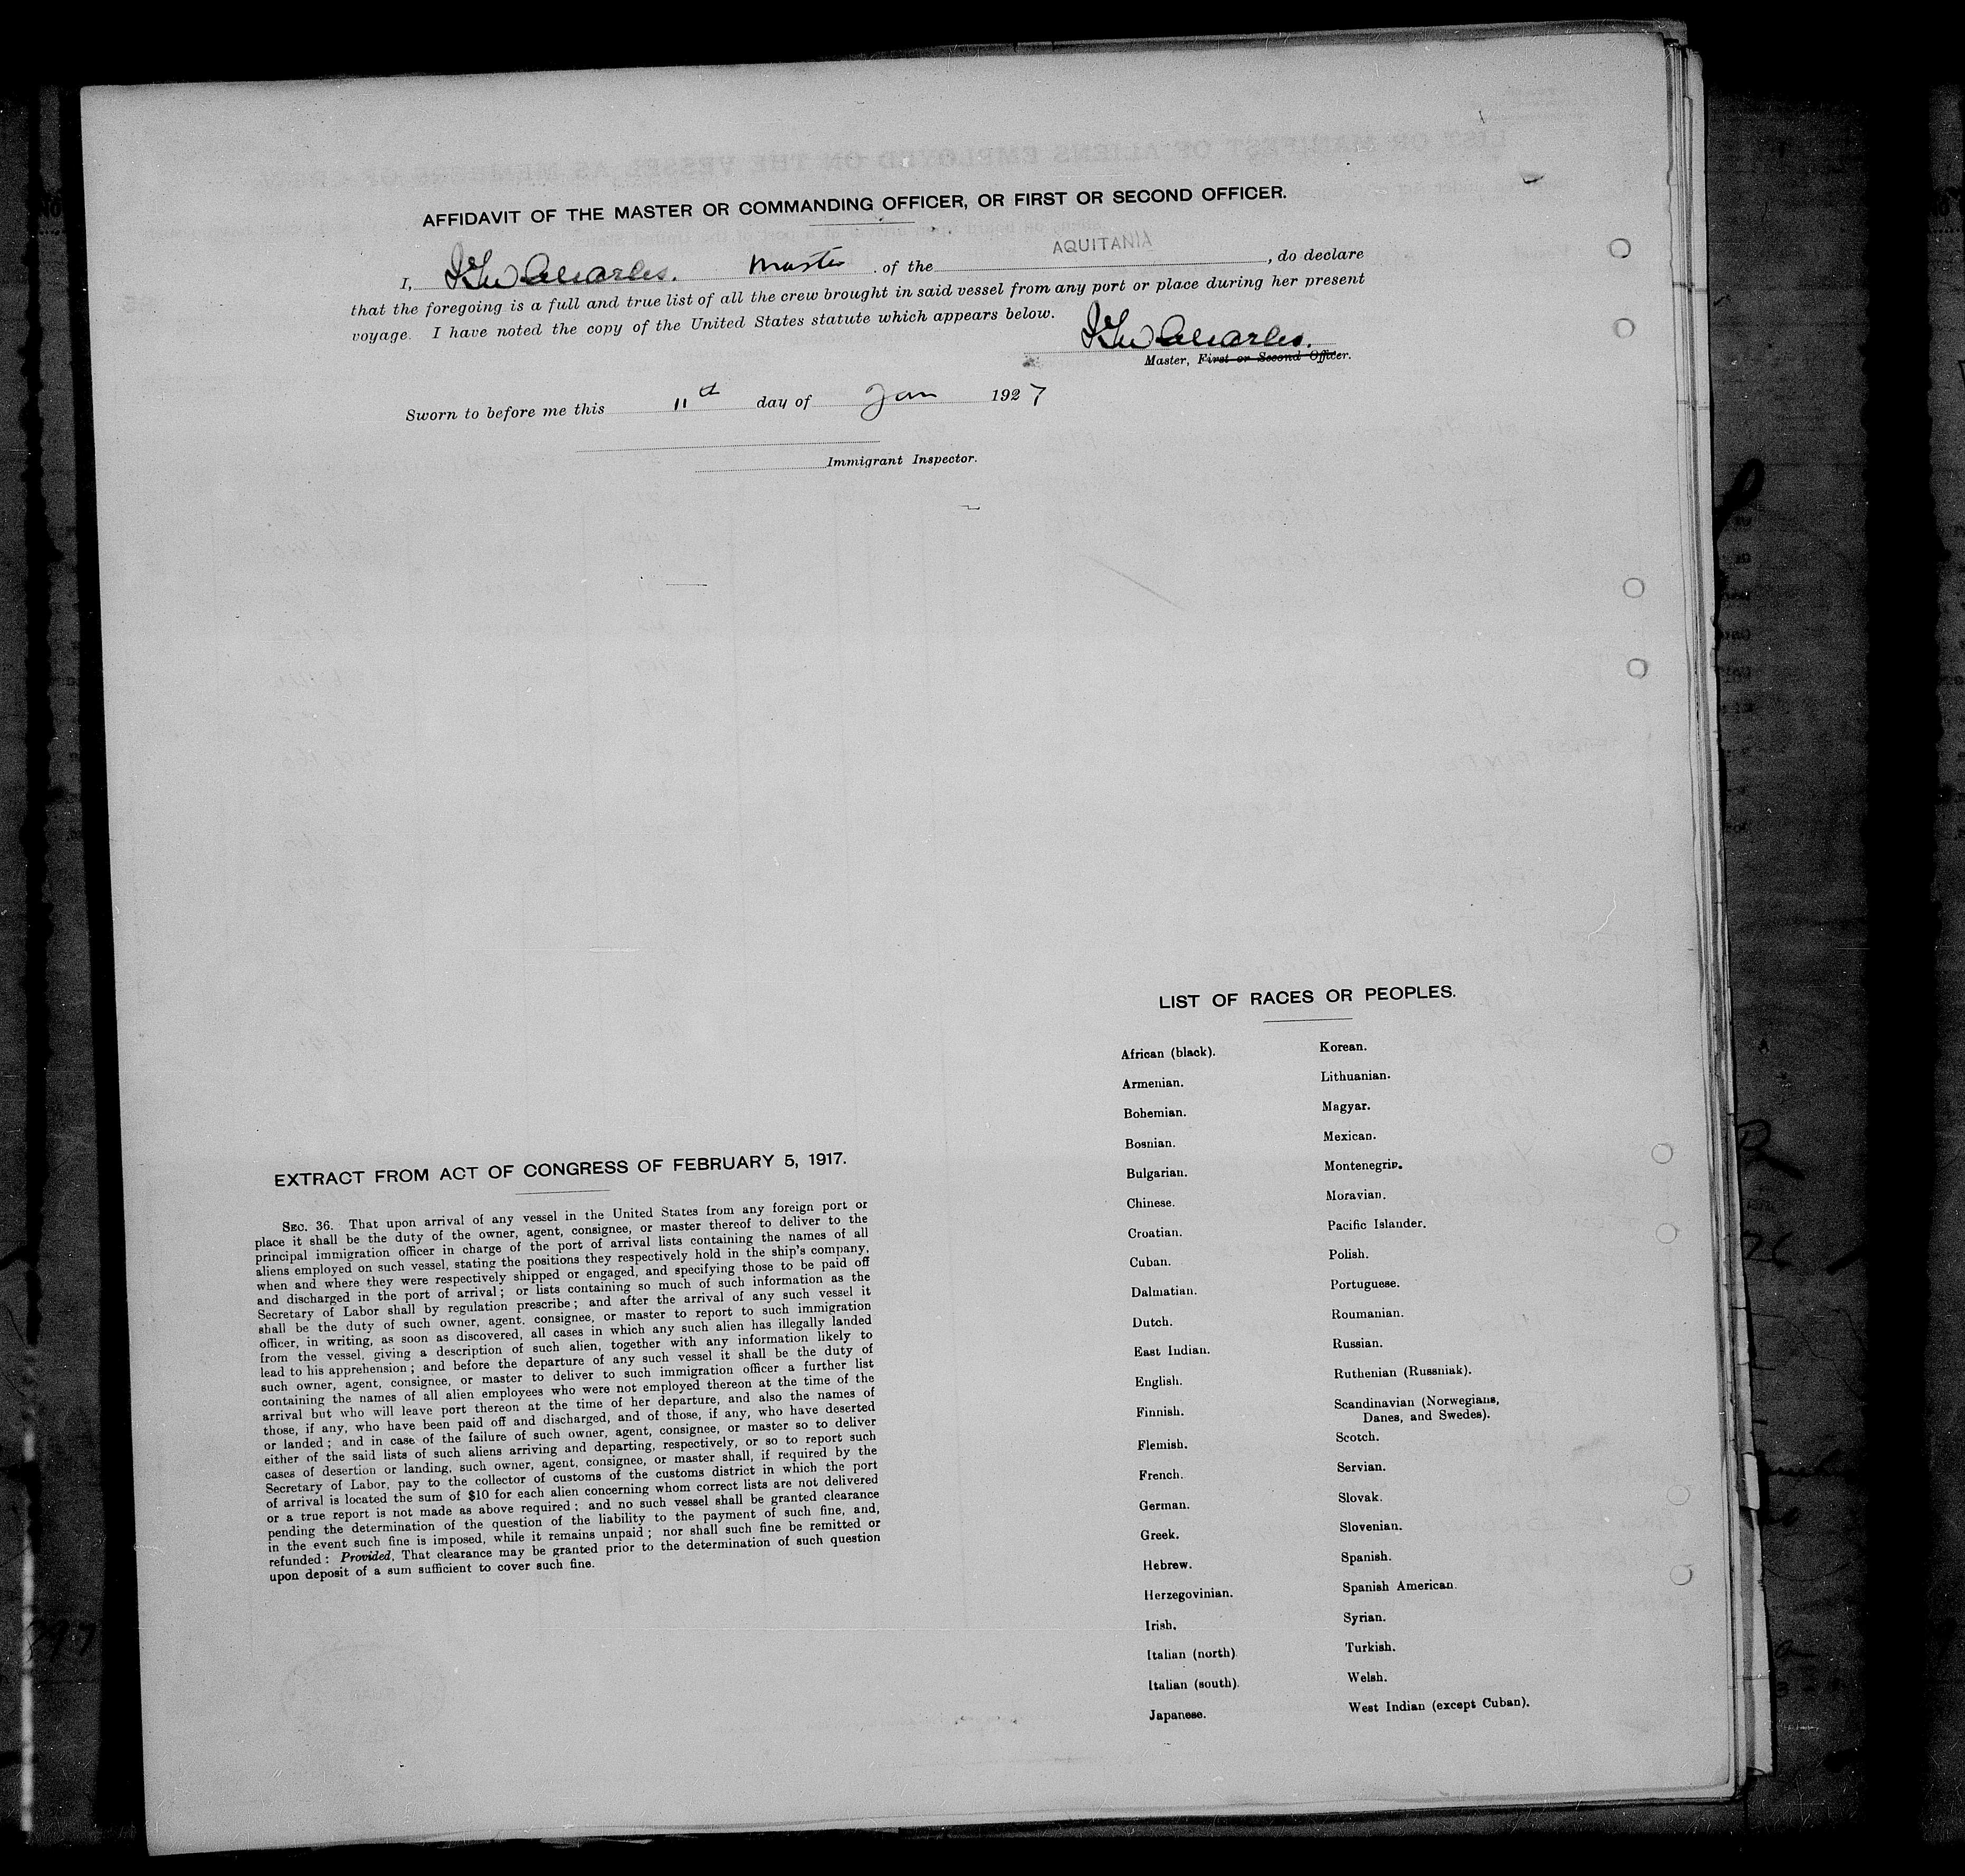 AFFIDAVIT OF THE MASTER OR COMMANDING OFFICER, OR FIRST OR SECOND OFFICER.
I, Charles. Master of the AQUITANIA, do declare
that the foregoing is a full and true list of all the crew brought in said vessel from any port or place during her present
voyage. I have noted the copy of the United States statute which appears below.
Charles.
Master, First or Second Officer.
Sworn to before me this 11th day of Jan 1927
Immigrant Inspector.
EXTRACT FROM ACT OF CONGRESS OF FEBRUARY 5, 1917.
SEC. 36. That upon arrival of any vessel in the United States from any foreign port or
place it shall be the duty of the owner, agent, consignee, or master thereof to deliver to the
principal immigration officer in charge of the port of arrival lists containing the names of all
aliens employed on such vessel, stating the positions they respectively hold in the ship's company,
when and where they were respectively shipped or engaged, and specifying those to be paid off
and discharged in the port of arrival; or lists containing so much of such information as the
Secretary of Labor shall by regulation prescribe; and after the arrival of any such vessel it
shall be the duty of such owner, agent, consignee, or master to report to such immigration
officer, in writing, as soon as discovered, all cases in which any such alien has illegally landed
from the vessel, giving a description of such alien, together with any information likely to
lead to his apprehension; and before the departure of any such vessel it shall be the duty of
such owner, agent, consignee, or master to deliver to such immigration officer a further list
containing the names of all alien employees who were not employed thereon at the time of the
arrival but who will leave port thereon at the time of her departure, and also the names of
those, if any, who have been paid off and discharged, and of those, if any, who have deserted
or landed; and in case of the failure of such owner, agent, consignee, or master so to deliver
either of the said lists of such aliens arriving and departing, respectively, or so to report such
cases of desertion or landing, such owner, agent, consignee, or master shall, if required by the
Secretary of Labor, pay to the collector of customs of the customs district in which the port
of arrival is located the sum of $10 for each alien concerning whom correct lists are not delivered
or a true report is not made as above required; and no such vessel shall be granted clearance
pending the determination of the question of the liability to the payment of such fine, and,
in the event such fine is imposed, while it remains unpaid; nor shall such fine be remitted or
refunded: Provided, That clearance may be granted prior to the determination of such question
upon deposit of a sum sufficient to cover such fine.
LIST OF RACES OR PEOPLES.
African (black).
Armenian.
Bohemian.
Bosnian.
Bulgarian.
Chinese.
Croatian.
Cuban.
Dalmatian.
Dutch.
East Indian.
English.
Finnish.
Flemish.
French.
German.
Greek.
Hebrew.
Herzegovinian.
Irish.
Italian (north).
Italian (south).
Japanese.
Korean.
Lithuanian.
Magyar.
Mexican.
Montenegrin.
Moravian.
Pacific Islander.
Polish.
Portuguese.
Roumanian.
Russian.
Ruthenian (Russniak).
Scandinavian (Norwegians,
Danes, and Swedes).
Scotch.
Servian.
Slovak.
Slovenian.
Spanish.
Spanish American.
Syrian.
Turkish.
Welsh.
West Indian (except Cuban).